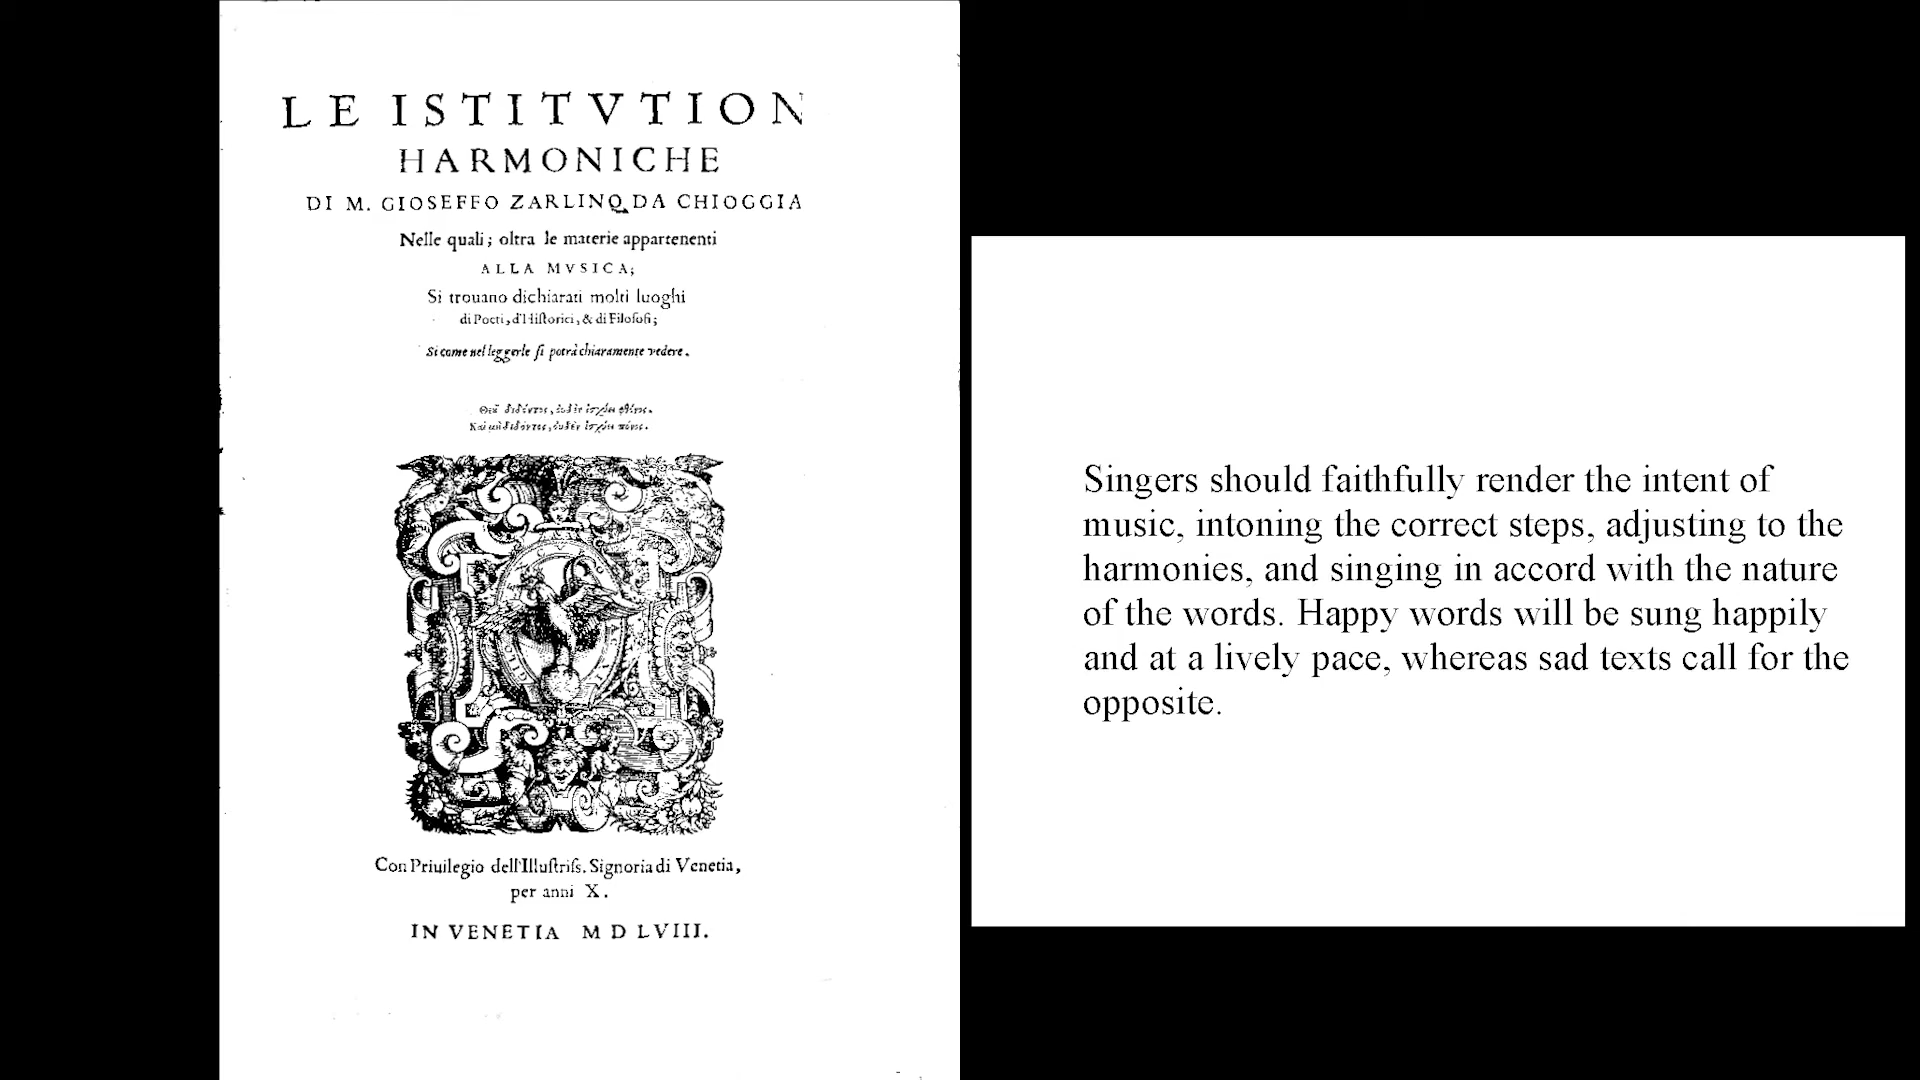 LE ISTITVTION
HARMONICHE
DI M. GIOSEFFO ZARLINO DA CHIOGGIA
Nelle quali; oltra le materie appartenenti
ALLA MVSICA;
Si trouano dichiarati molti luoghi
di Poeti, d'Historici, & di Filosofi;
Si come nel leggerle si potrà chiaramente vedere.
Con Priuilegio dell'Illustriss. Signoria di Venetia,
per anni X.
IN VENETIA M D LVIII.
Singers should faithfully render the intent of
music, intoning the correct steps, adjusting to the
harmonies, and singing in accord with the nature
of the words. Happy words will be sung happily
and at a lively pace, whereas sad texts call for the
opposite.